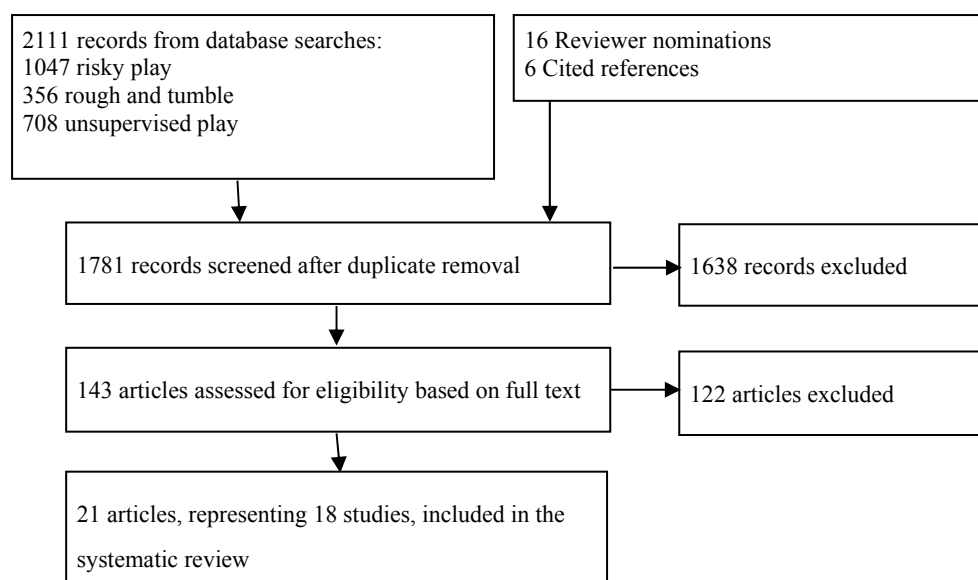 2111 records from database searches:
1047 risky play
356 rough and tumble
708 unsupervised play
16 Reviewer nominations
6 Cited references
1781 records screened after duplicate removal
1638 records excluded
143 articles assessed for eligibility based on full text
122 articles excluded
21 articles, representing 18 studies, included in the
systematic review